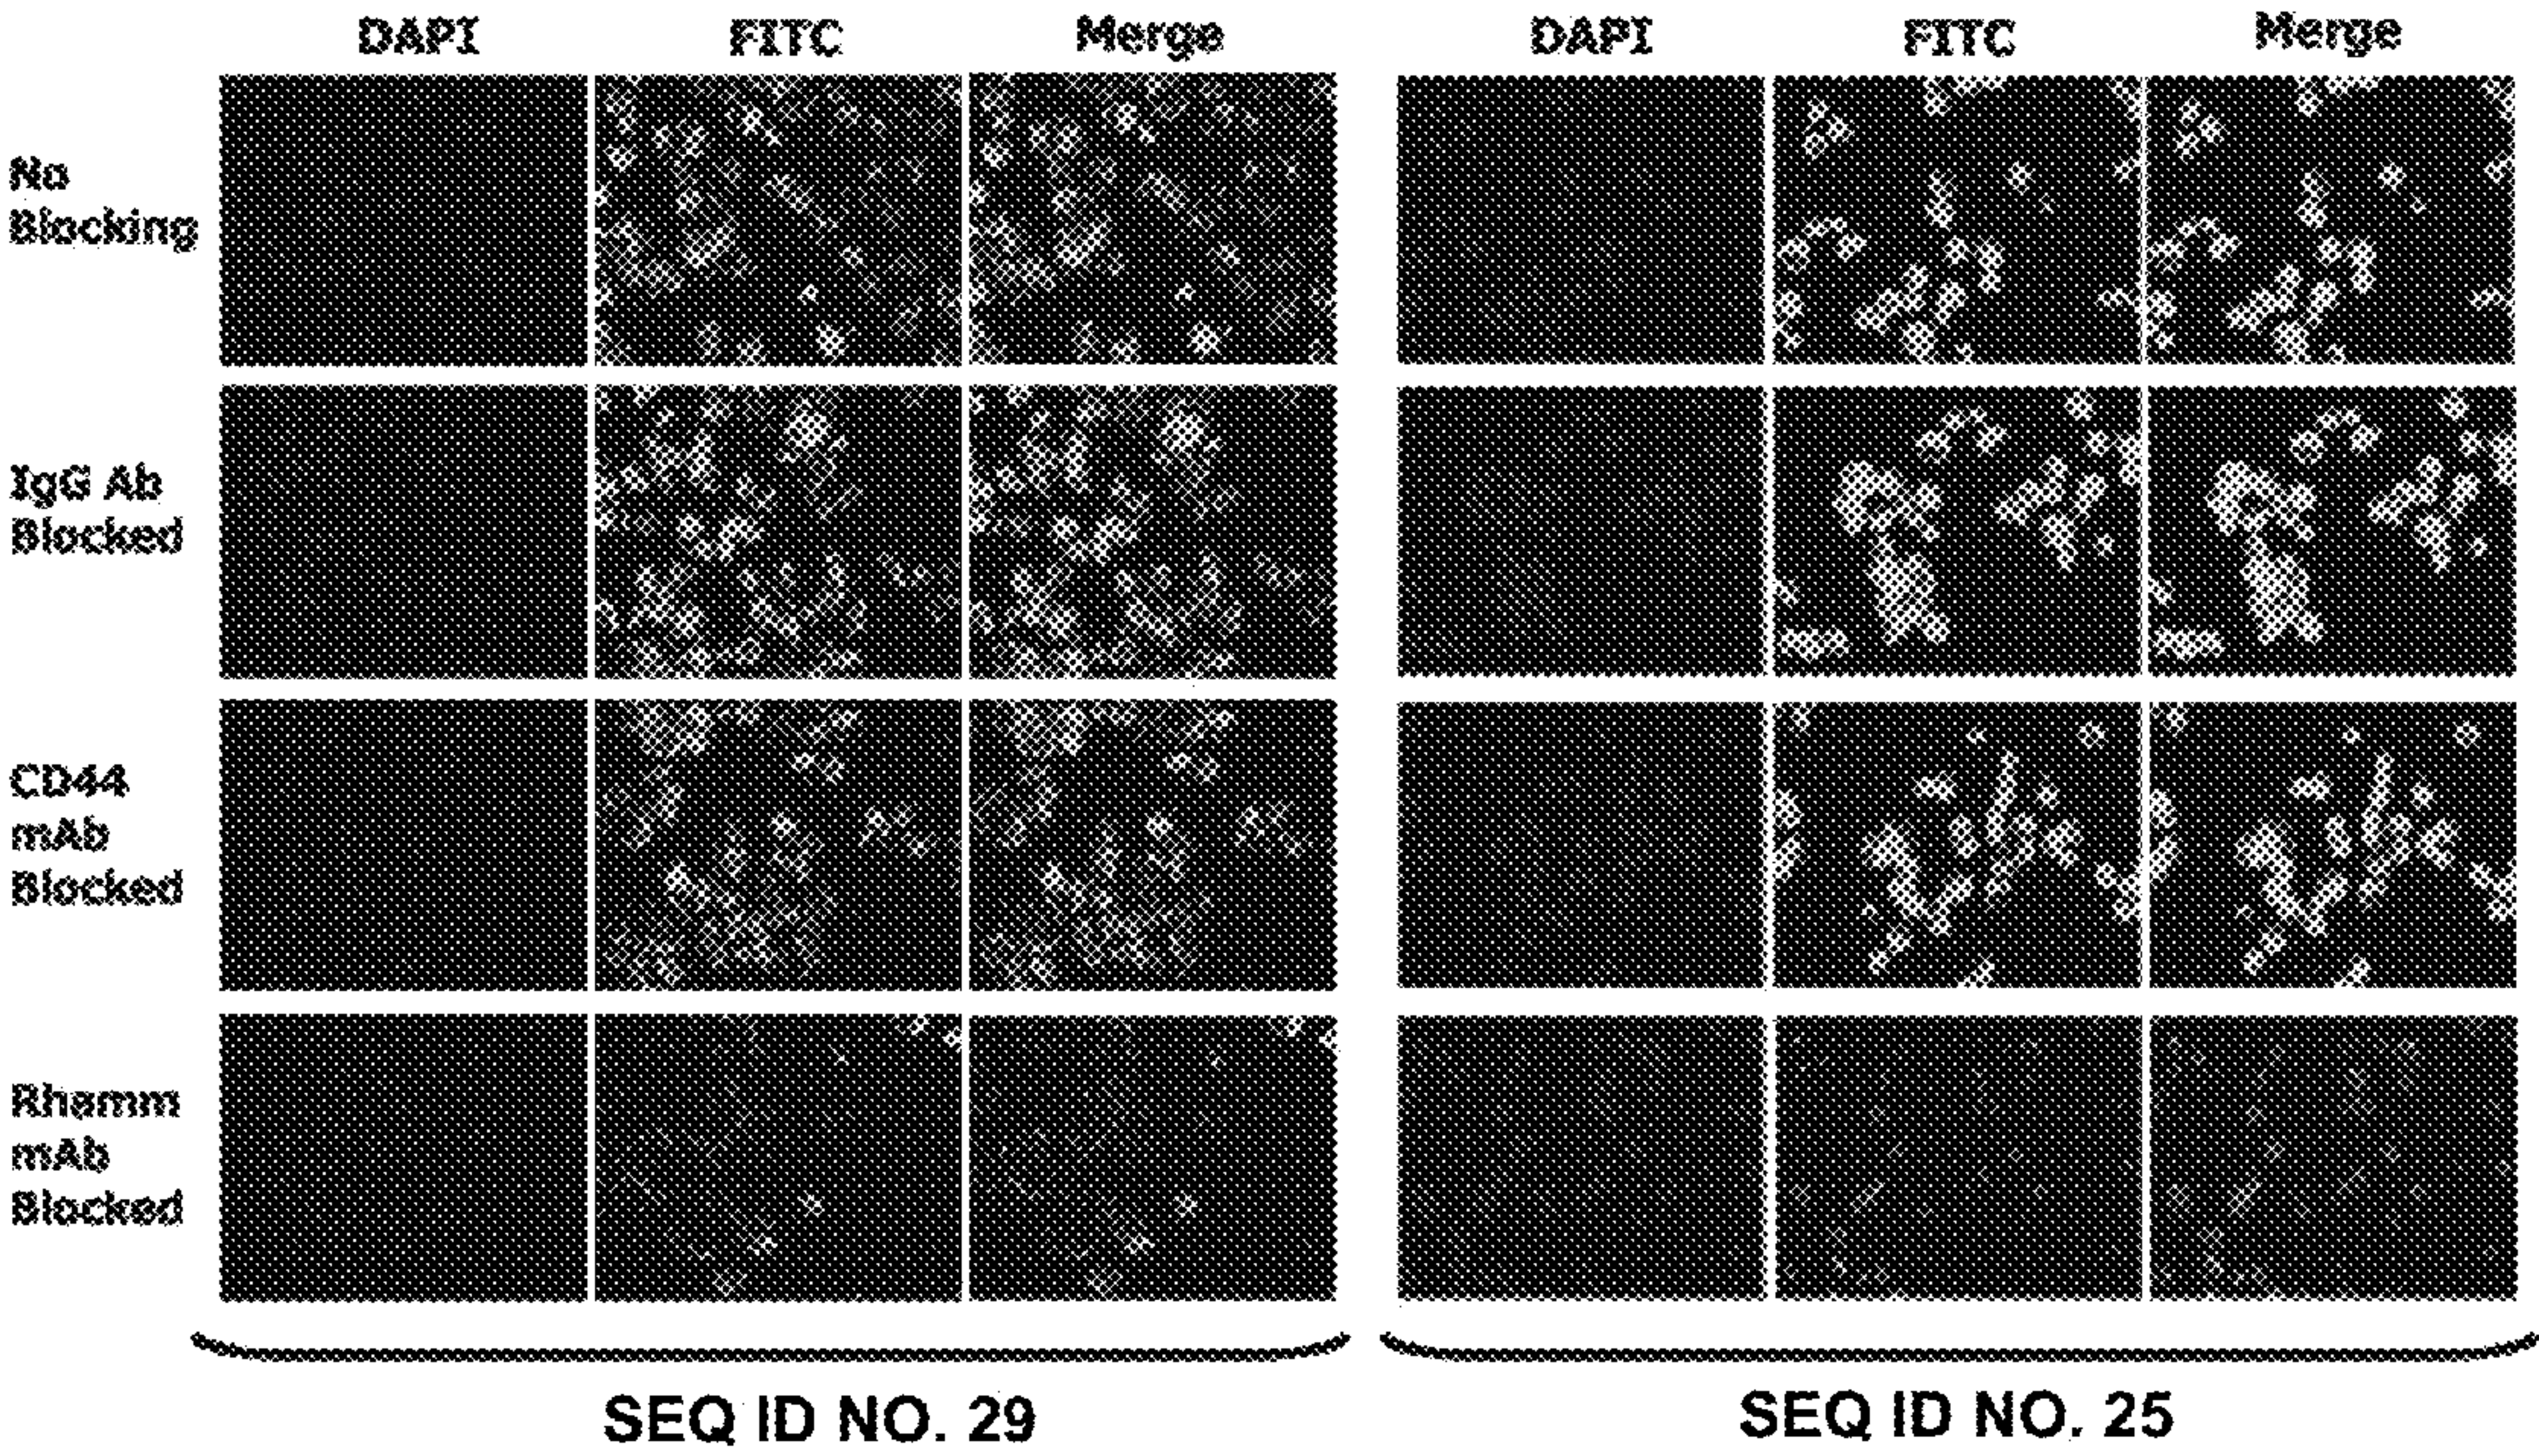 DAPI FITC Merge DAPI FITC Merge
No
Blocking
IgG Ab
Blocked
CD44
mAb
Blocked
Rhamm
mAb
Blocked
SEQ ID NO. 29 SEQ ID NO. 25